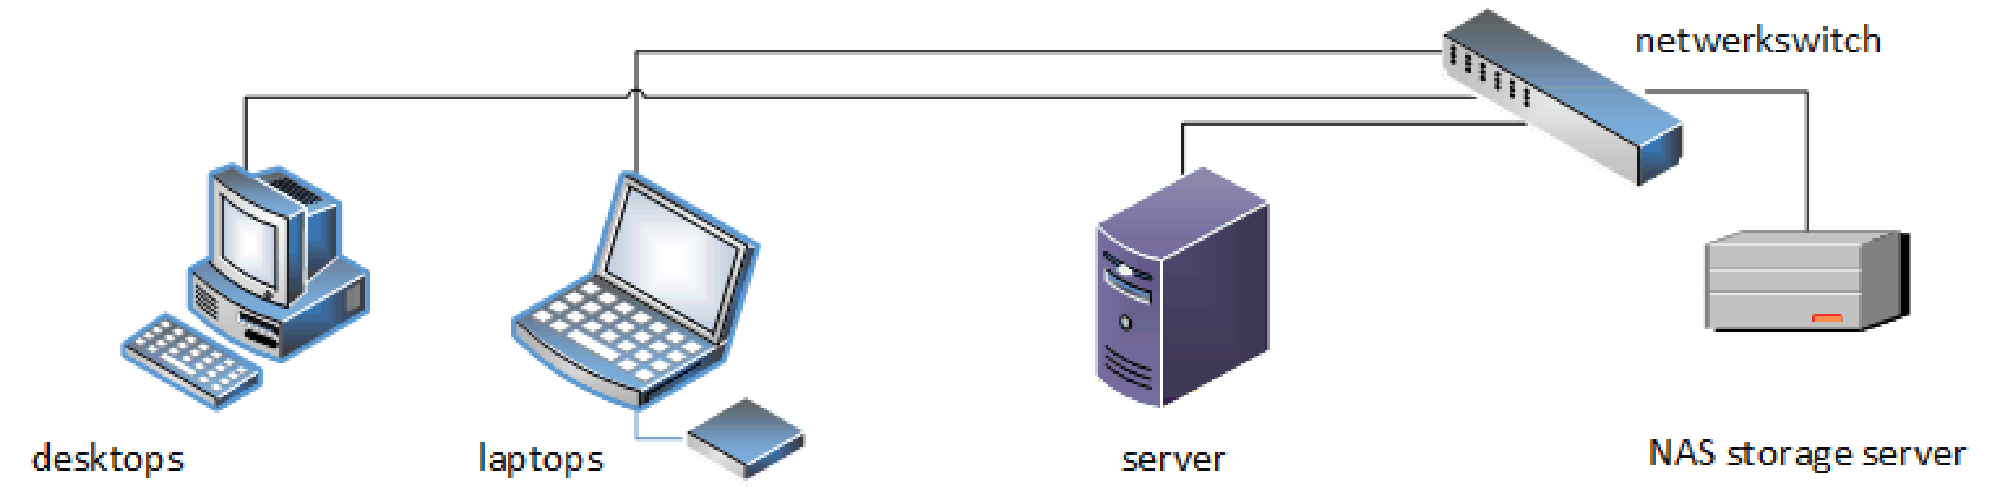 netwerkswitch
desktops
laptops
server
NAS storage server